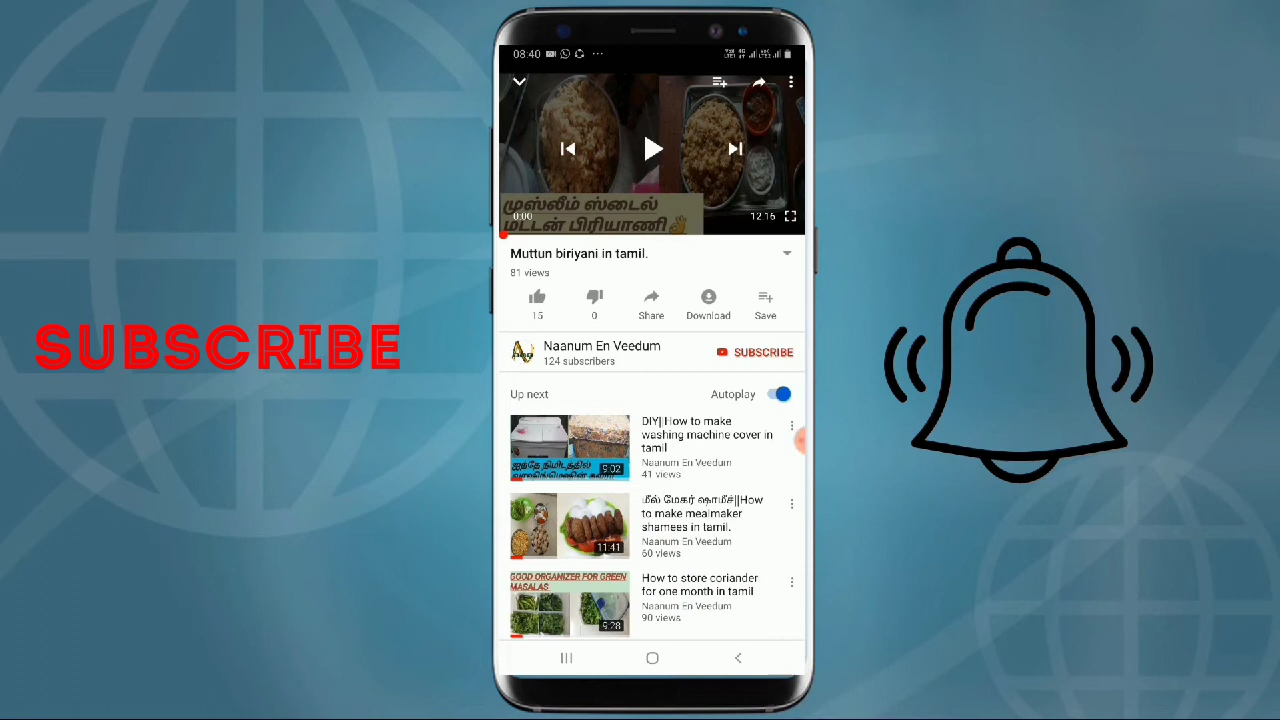 08:40
முஸ்லீம் ஸ்டைல்
மட்டன் பிரியாணி
0:00
12:16
Muttun biriyani in tamil.
81 views
15
0
Share
Download
Save
SUBSCRIBE
Naanum En Veedum
124 subscribers
SUBSCRIBE
Up next
Autoplay
DIY||How to make
washing machine cover in
tamil
Naanum En Veedum
41 views
ஐந்தே நிமிடத்தில்
9:02
மீல் மேகர் ஷாமீச்||How
to make mealmaker
shamees in tamil.
Naanum En Veedum
60 views
11:41
GOOD ORGANIZER FOR GREEN
MASALAS
How to store coriander
for one month in tamil
Naanum En Veedum
90 views
9:28